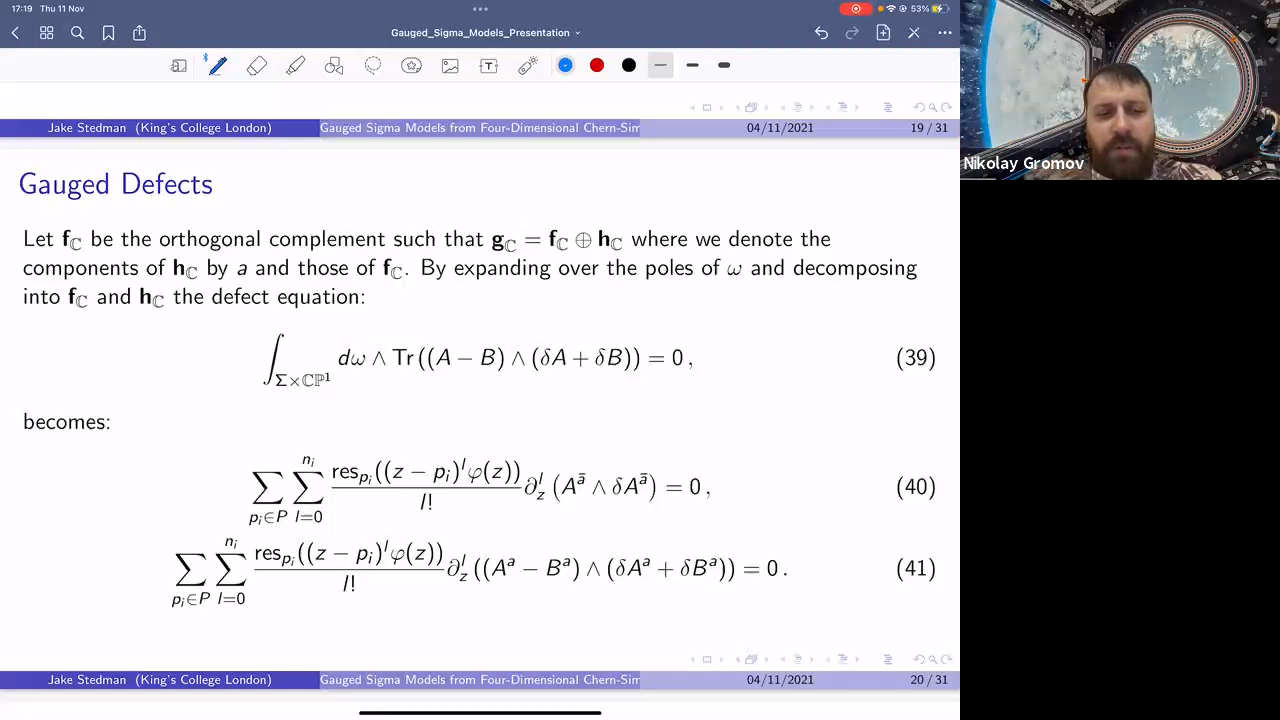 17:19 Thu 11 Nov
53%
Gauged_Sigma_Models_Presentation
T
Jake Stedman (King's College London) Gauged Sigma Models from Four-Dimensional Chern-Sim 04/11/2021 19 / 31
Gauged Defects
Let f_ℂ be the orthogonal complement such that g_ℂ = f_ℂ ⊕ h_ℂ where we denote the
components of h_ℂ by a and those of f_ℂ. By expanding over the poles of ω and decomposing
into f_ℂ and h_ℂ the defect equation:
∫_{Σ×ℂℙ¹} dω ∧ Tr ((A − B) ∧ (δA + δB)) = 0 , (39)
becomes:
∑_{p_i∈P} ∑_{l=0}^{n_i} res_{p_i}((z − p_i)^l φ(z)) / l! ∂_z^l (A^ā ∧ δA^ā) = 0 , (40)
∑_{p_i∈P} ∑_{l=0}^{n_i} res_{p_i}((z − p_i)^l φ(z)) / l! ∂_z^l ((A^a − B^a) ∧ (δA^a + δB^a)) = 0 . (41)
Jake Stedman (King's College London) Gauged Sigma Models from Four-Dimensional Chern-Sim 04/11/2021 20 / 31
Nikolay Gromov